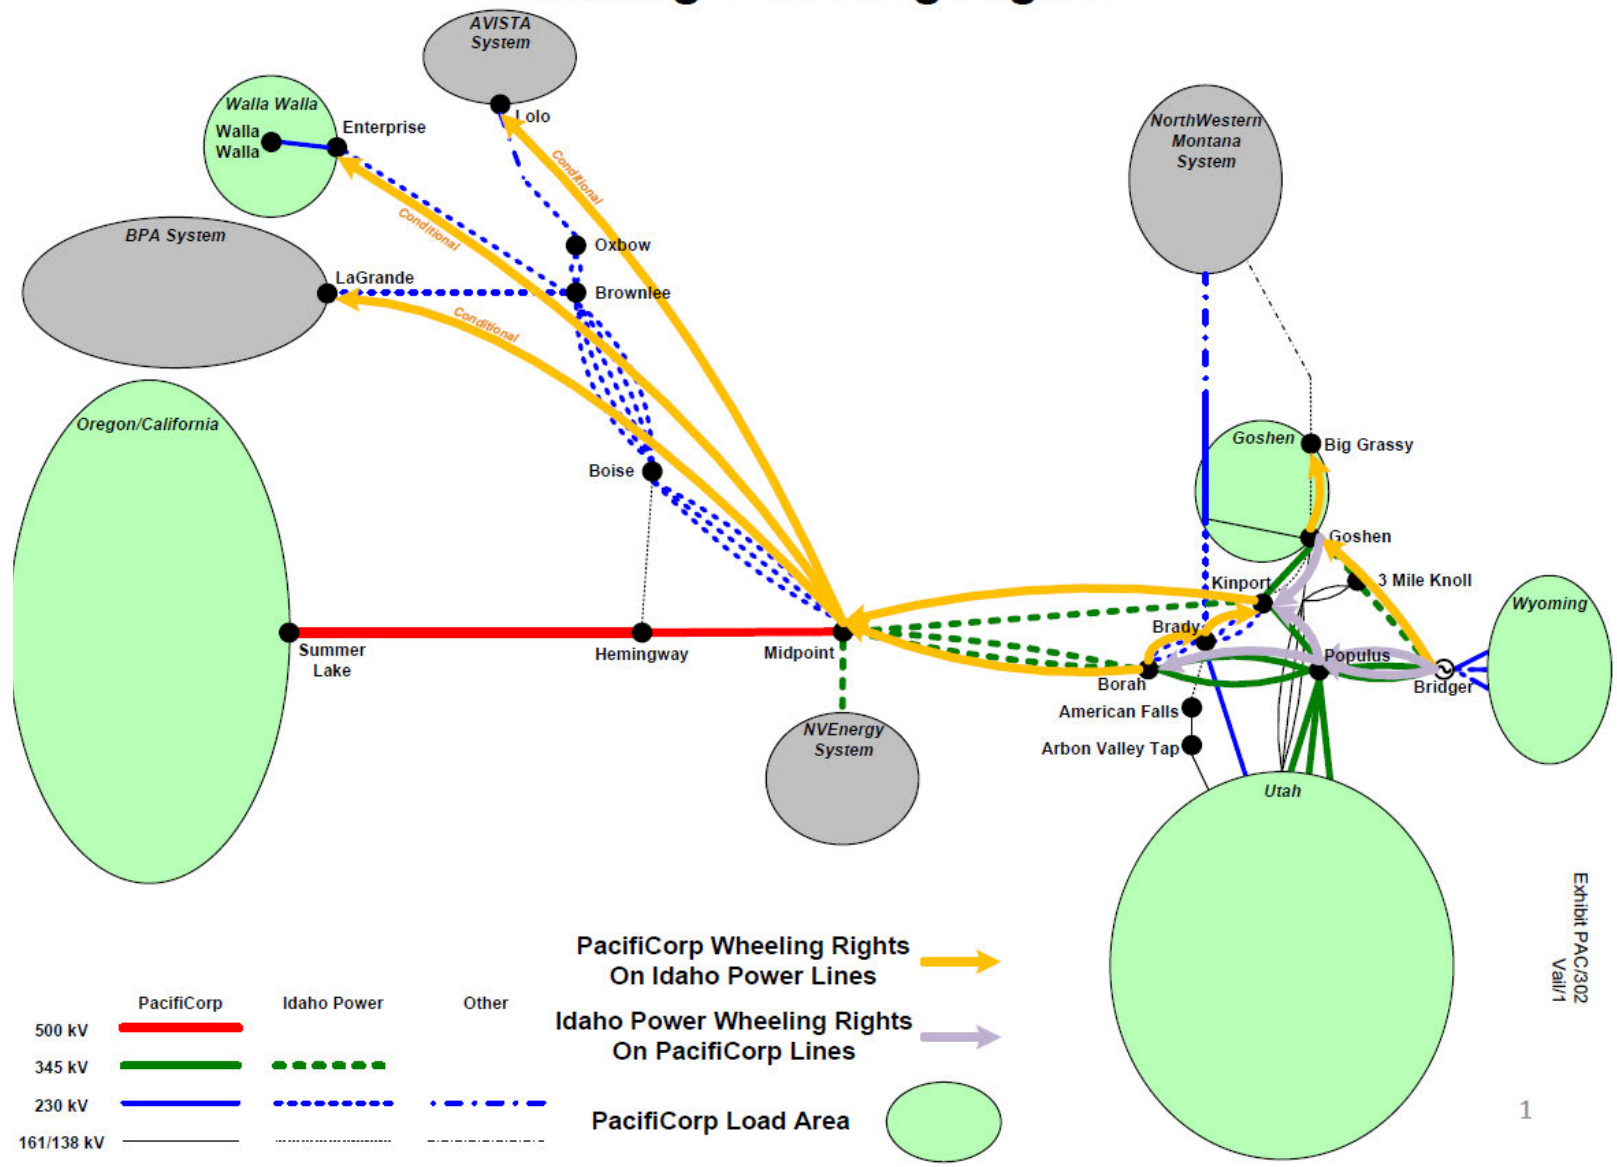 AVISTA
System
Walla Walla
Walla
Walla
Enterprise
Lolo
Conditional
NorthWestern
Montana
System
Conditional
BPA System
Oxbow
LaGrande
Brownlee
Conditional
Oregon/California
Goshen
Big Grassy
Boise
Goshen
Kinport
3 Mile Knoll
Wyoming
Brady
Summer
Lake
Hemingway
Midpoint
Populus
Borah
Bridger
American Falls
NVEnergy
System
Arbon Valley Tap
Utah
Exhibit PAC/302
Vail/1
PacifiCorp Wheeling Rights
On Idaho Power Lines
PacifiCorp
Idaho Power
Other
Idaho Power Wheeling Rights
On PacifiCorp Lines
500 kV
345 kV
230 kV
161/138 kV
PacifiCorp Load Area
1